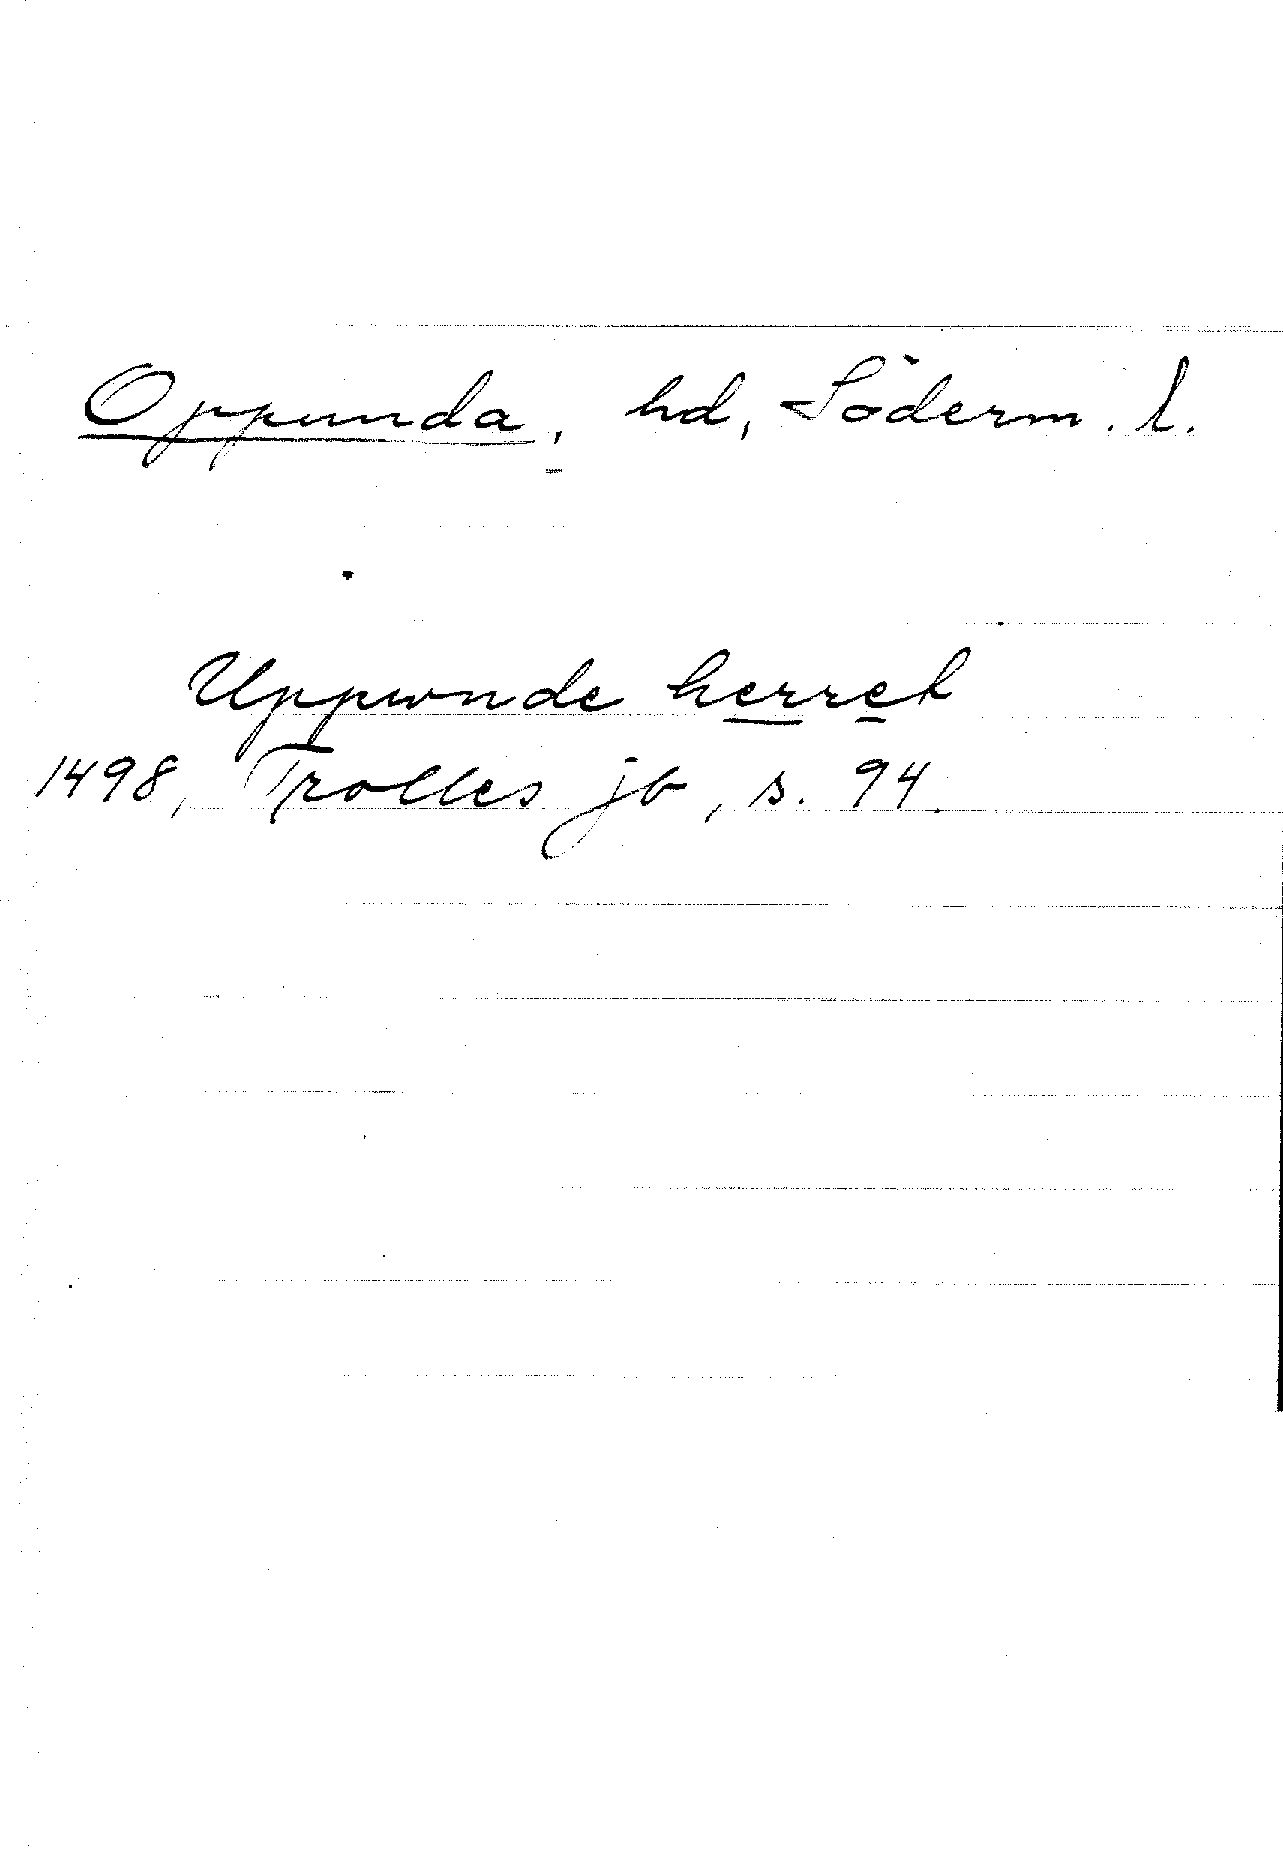 Oppunda, hd, Söderm. l.
Uppwnde herret
1498, Trolles jb, s. 94.